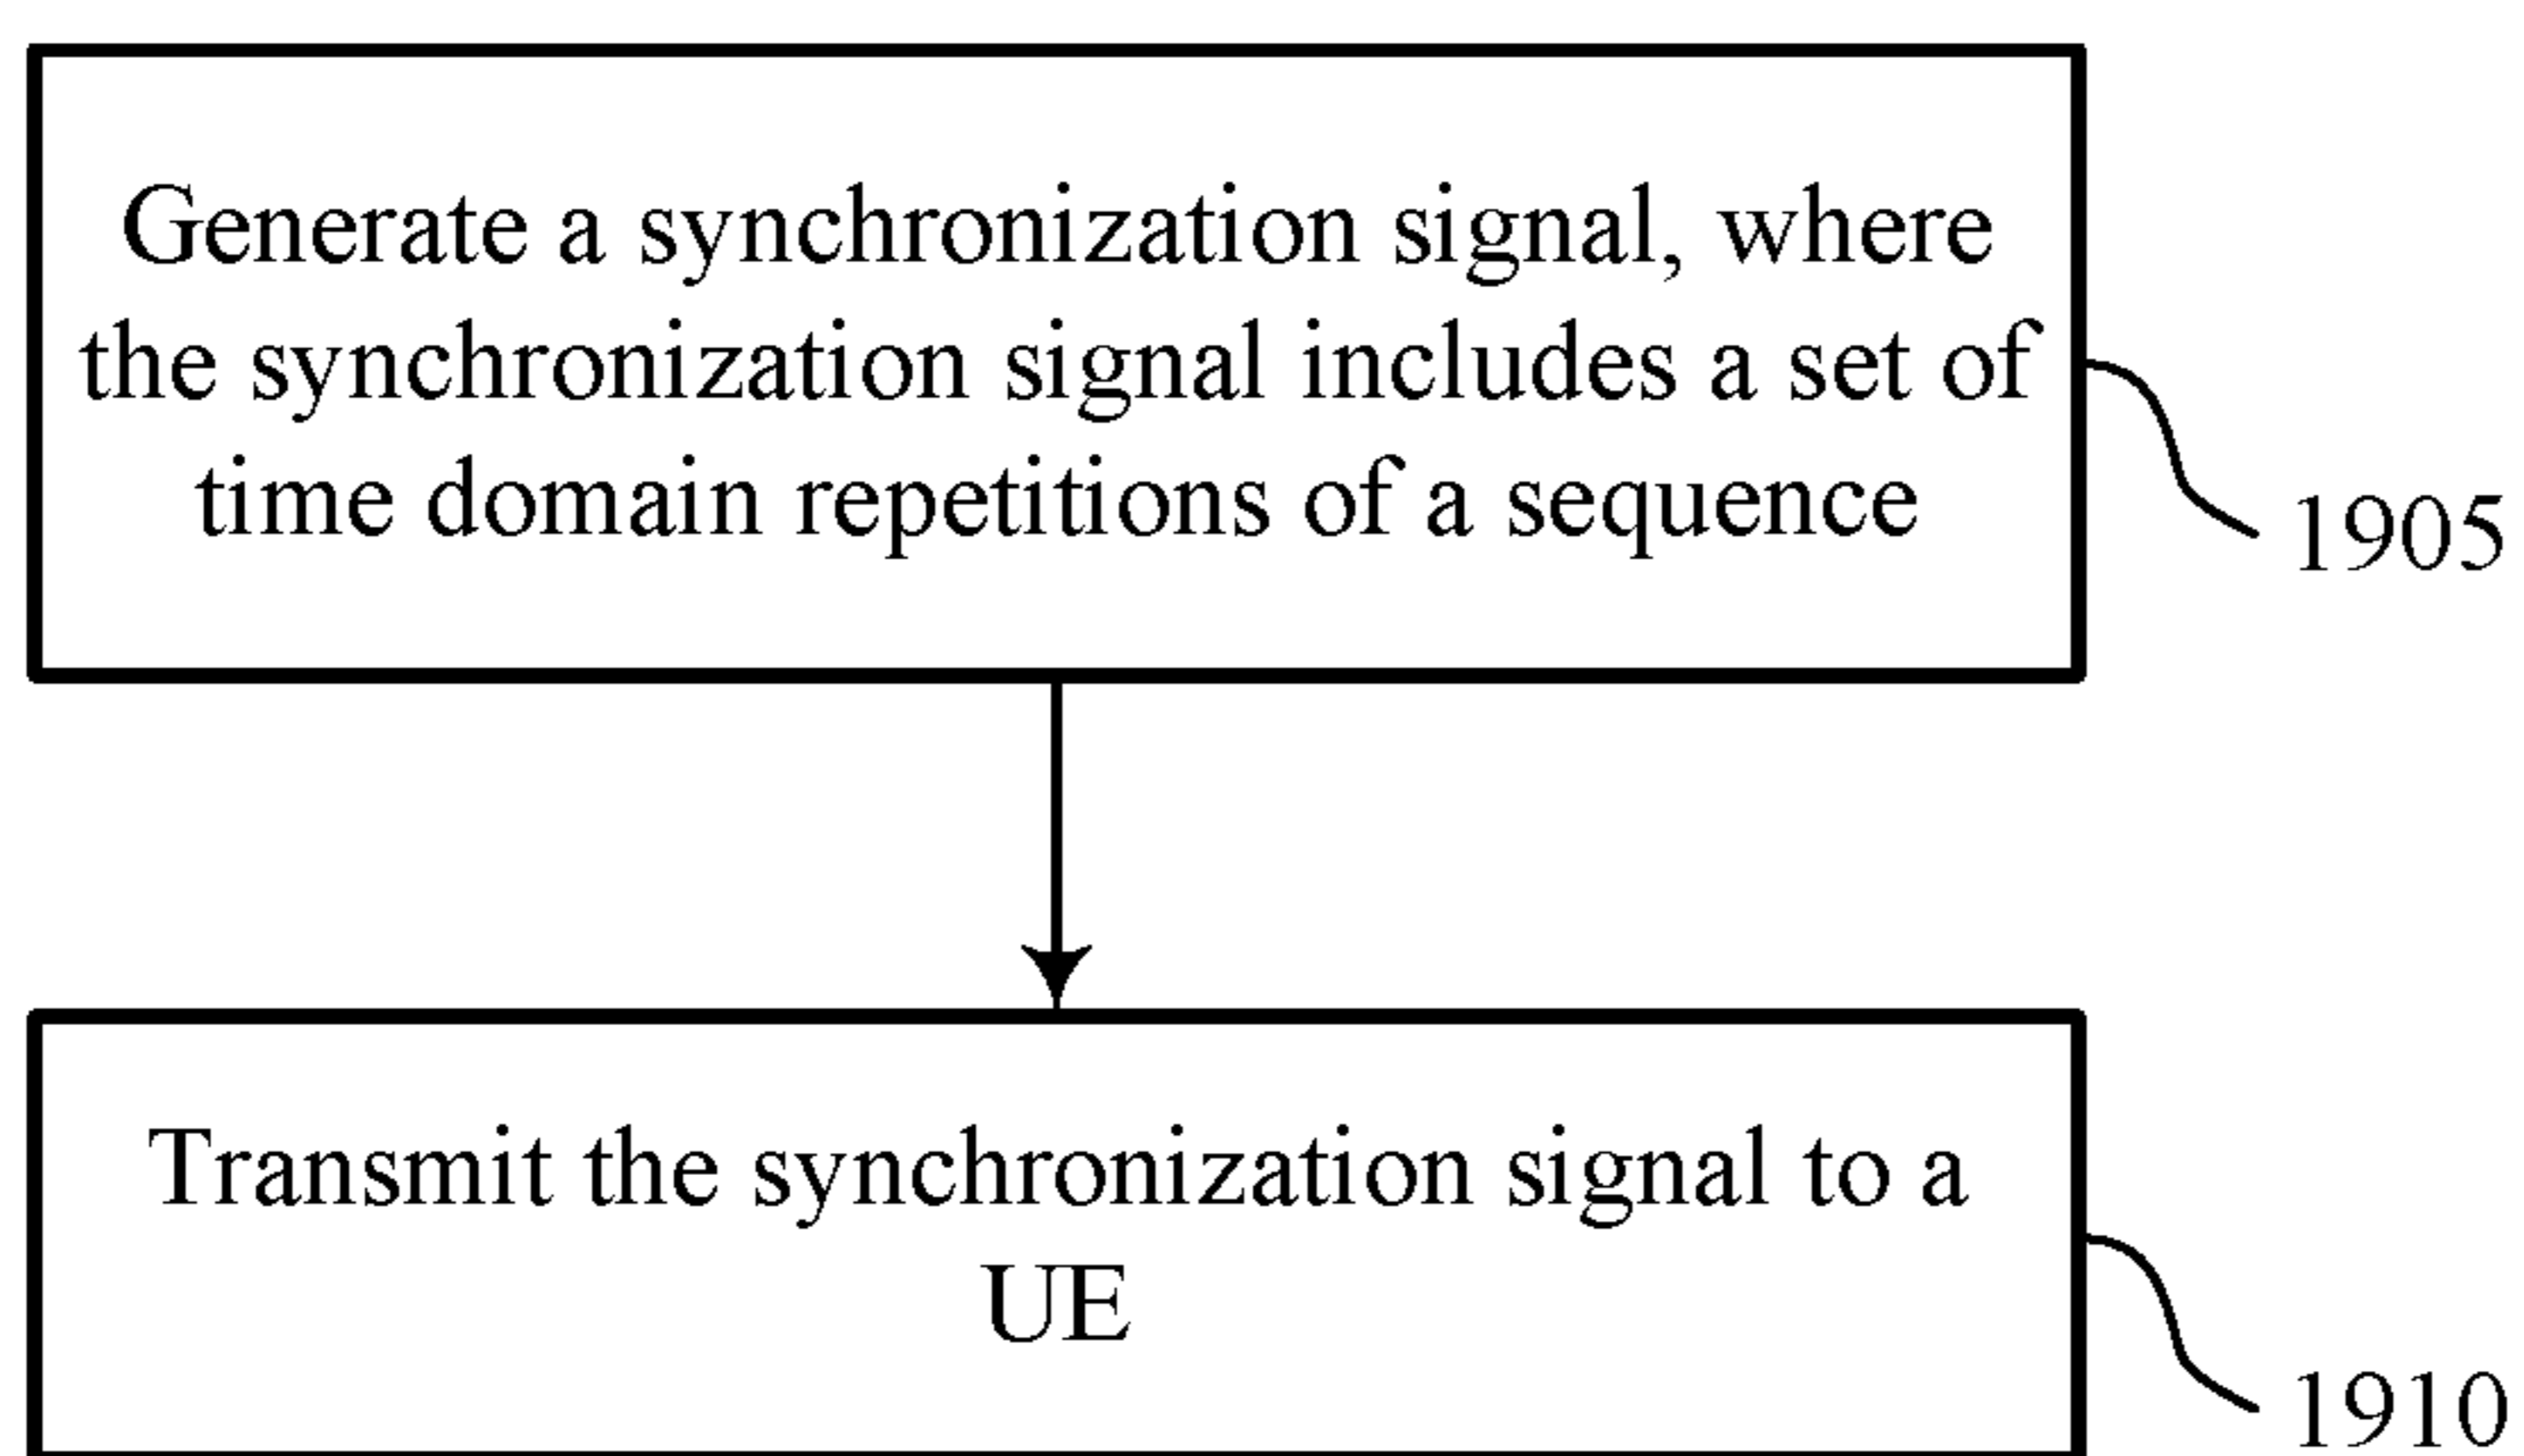 Generate a synchronization signal, where
the synchronization signal includes a set of
time domain repetitions of a sequence
1905
Transmit the synchronization signal to a
UE
1910